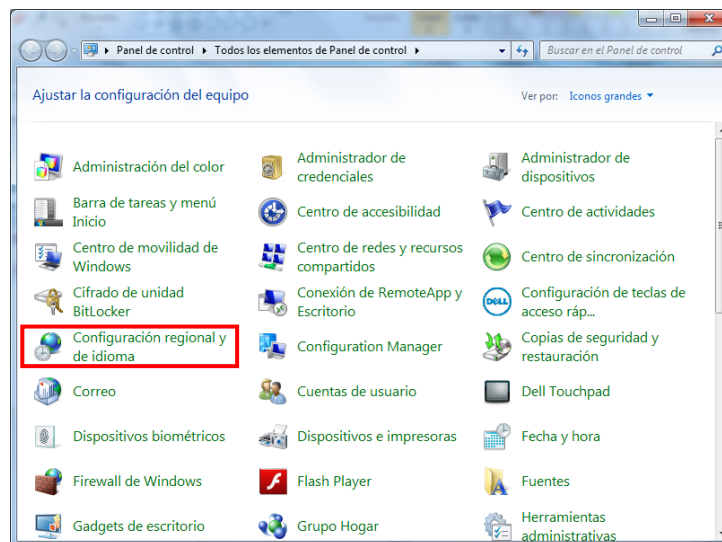 Panel de control ▸ Todos los elementos de Panel de control ▸
Buscar en el Panel de control
Ajustar la configuración del equipo
Ver por: Iconos grandes
Administración del color
Administrador de
credenciales
Administrador de
dispositivos
Barra de tareas y menú
Inicio
Centro de accesibilidad
Centro de actividades
Centro de movilidad de
Windows
Centro de redes y recursos
compartidos
Centro de sincronización
Cifrado de unidad
BitLocker
Conexión de RemoteApp y
Escritorio
DELL
Configuración de teclas de
acceso ráp...
Configuración regional y
de idioma
Configuration Manager
Copias de seguridad y
restauración
Correo
Cuentas de usuario
Dell Touchpad
Dispositivos biométricos
Dispositivos e impresoras
Fecha y hora
Firewall de Windows
Flash Player
Fuentes
Gadgets de escritorio
Grupo Hogar
Herramientas
administrativas